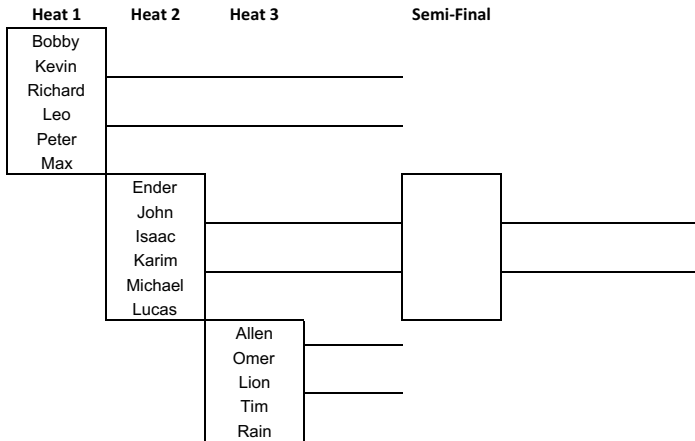 Heat 1 Heat 2 Heat 3 Semi-Final
Bobby
Kevin
Richard
Leo
Peter
Max
Ender
John
Isaac
Karim
Michael
Lucas
Allen
Omer
Lion
Tim
Rain